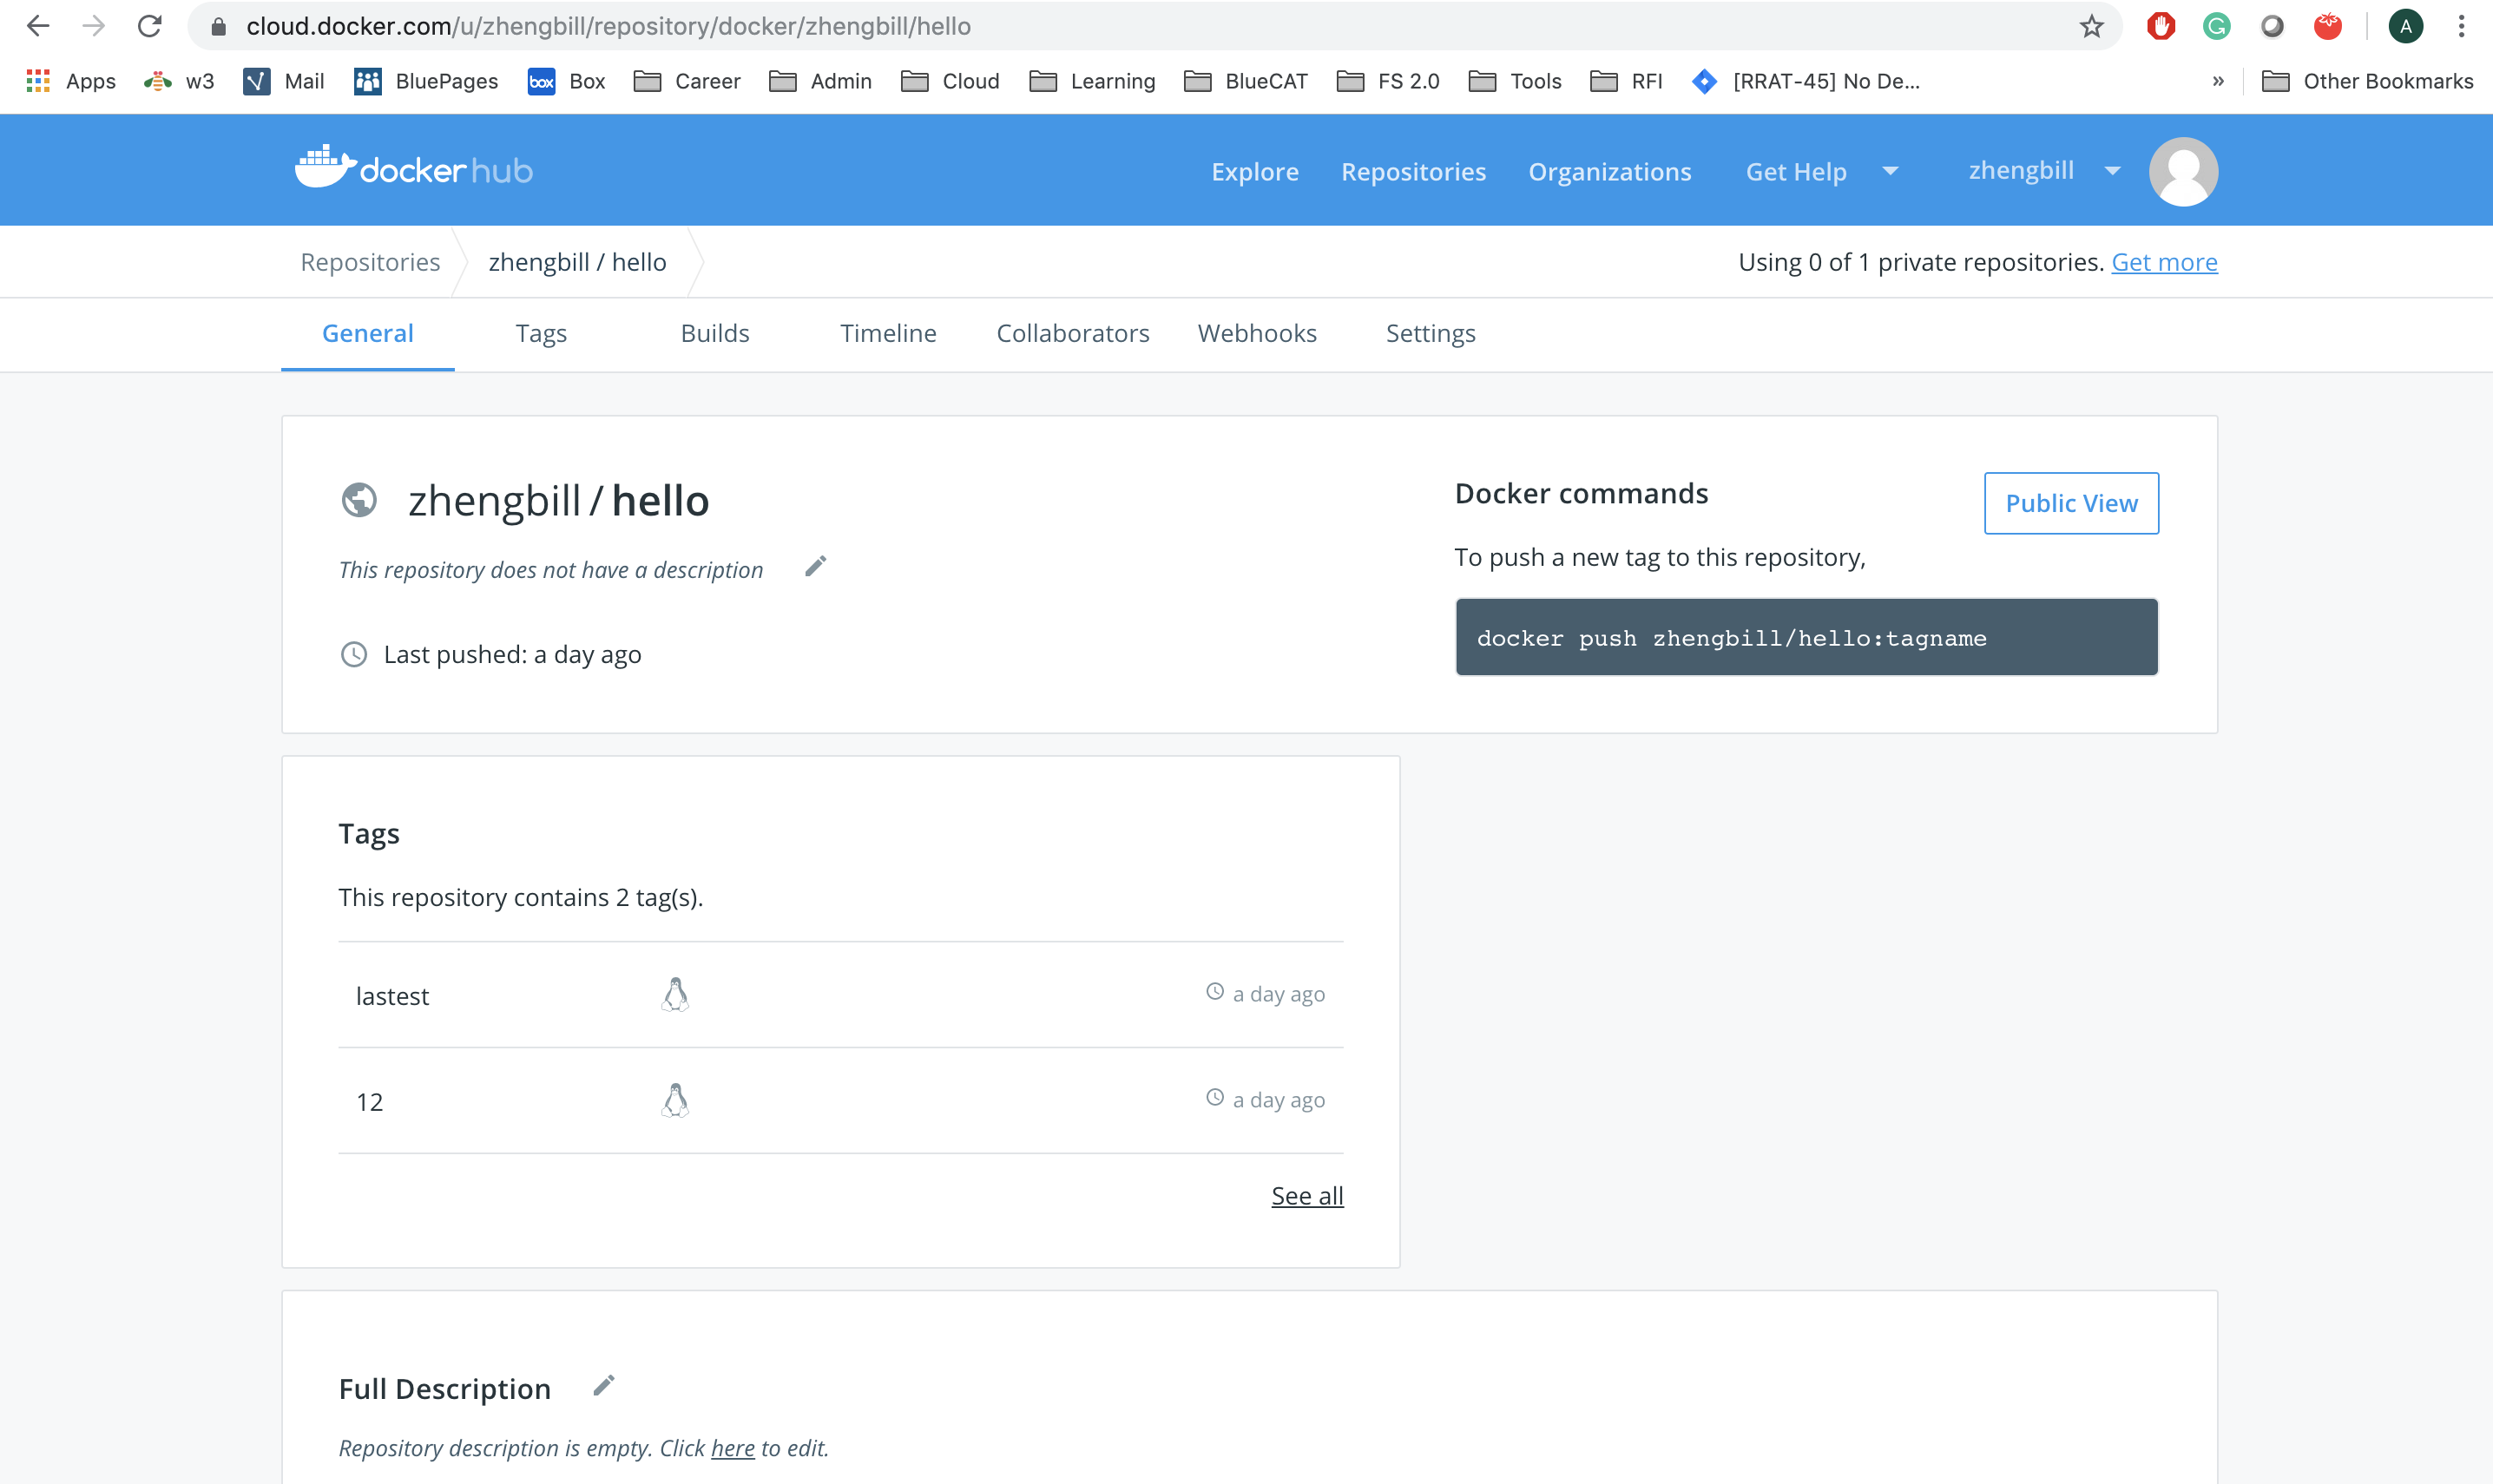 cloud.docker.com/u/zhengbill/repository/docker/zhengbill/hello
A
Apps w3 Mail BluePages box Box Career Admin Cloud Learning BlueCAT FS 2.0 Tools RFI [RRAT-45] No De... » Other Bookmarks
docker hub Explore Repositories Organizations Get Help zhengbill
Repositories zhengbill / hello Using 0 of 1 private repositories. Get more
General Tags Builds Timeline Collaborators Webhooks Settings
zhengbill / hello
Docker commands
Public View
This repository does not have a description
To push a new tag to this repository,
docker push zhengbill/hello:tagname
Last pushed: a day ago
Tags
This repository contains 2 tag(s).
lastest a day ago
12 a day ago
See all
Full Description
Repository description is empty. Click here to edit.